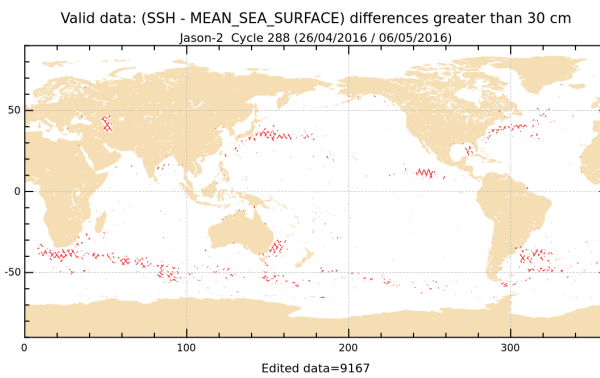 Valid data: (SSH - MEAN_SEA_SURFACE) differences greater than 30 cm
Jason-2 Cycle 288 (26/04/2016 / 06/05/2016)
50
0
-50
0 100 200 300
Edited data=9167